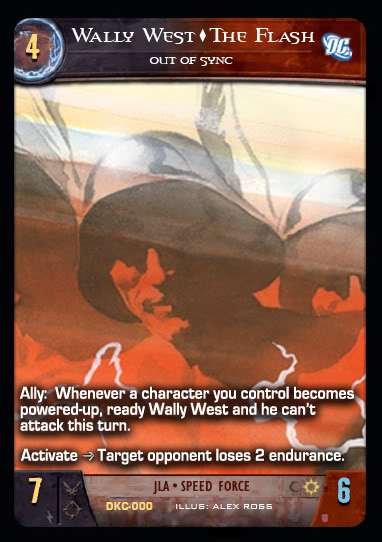 4
Wally West♦The Flash
OUT OF SYNC
DC
Ally: Whenever a character you control becomes
powered-up, ready Wally West and he can't
attack this turn.
Activate → Target opponent loses 2 endurance.
7
JLA • SPEED FORCE
C
6
DKC-000
ILLUS: ALEX ROSS